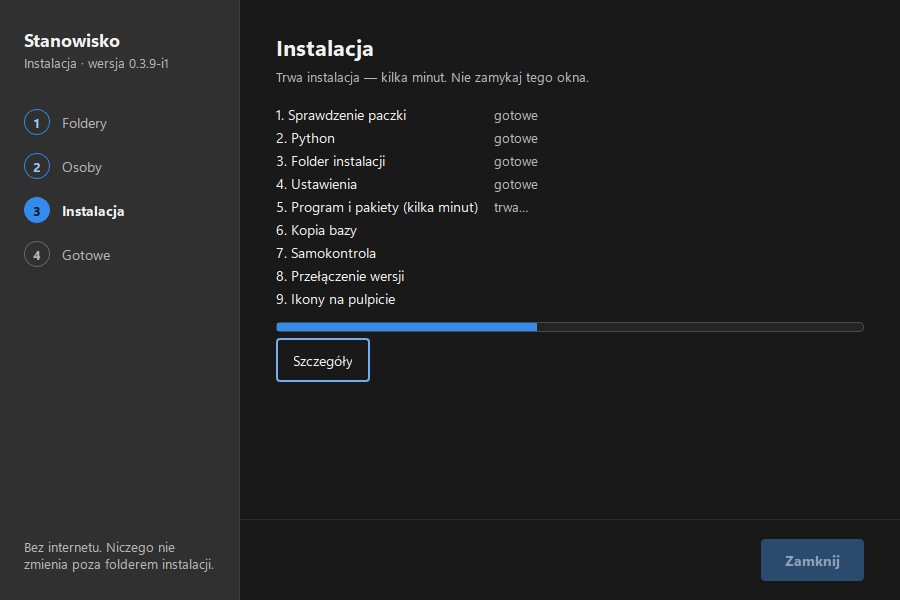 Stanowisko
Instalacja · wersja 0.3.9-i1
1 Foldery
2 Osoby
3 Instalacja
4 Gotowe
Bez internetu. Niczego nie
zmienia poza folderem instalacji.
Instalacja
Trwa instalacja — kilka minut. Nie zamykaj tego okna.
1. Sprawdzenie paczki gotowe
2. Python gotowe
3. Folder instalacji gotowe
4. Ustawienia gotowe
5. Program i pakiety (kilka minut) trwa...
6. Kopia bazy
7. Samokontrola
8. Przełączenie wersji
9. Ikony na pulpicie
Szczegóły
Zamknij